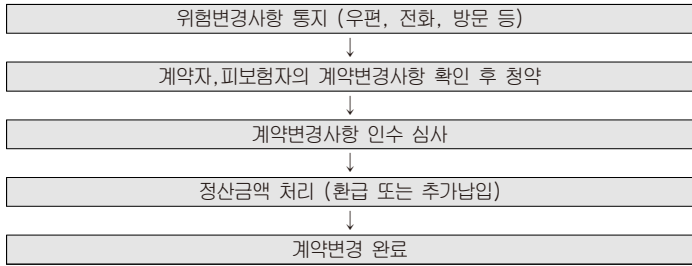 위험변경사항 통지 (우편, 전화, 방문 등)
↓
계약자,피보험자의 계약변경사항 확인 후 청약
↓
계약변경사항 인수 심사
↓
정산금액 처리 (환급 또는 추가납입)
↓
계약변경 완료